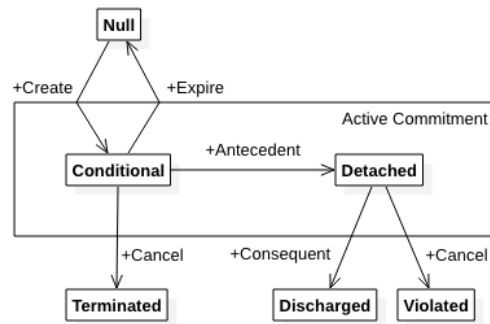 Null
+Create
+Expire
Active Commitment
+Antecedent
Conditional
Detached
+Cancel
+Consequent
+Cancel
Terminated
Discharged
Violated